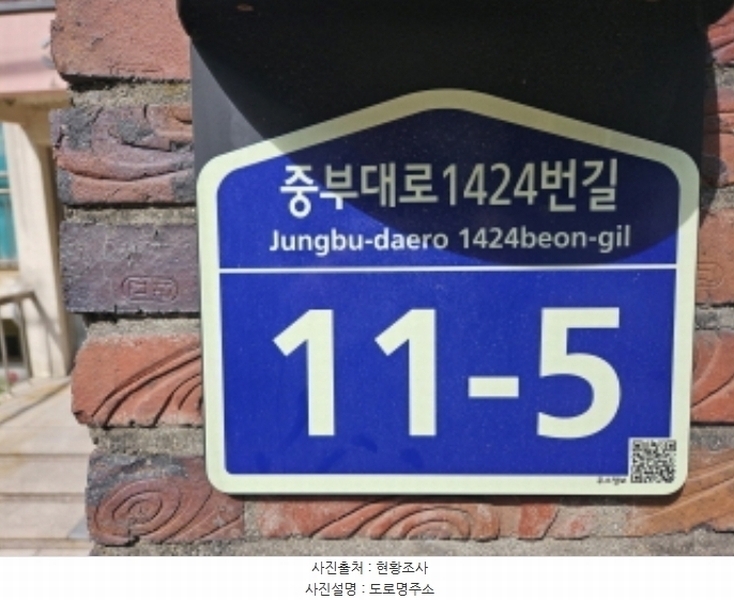 중부대로1424번길
Jungbu-daero 1424beon-gil
11-5
사진출처 : 현황조사
사진설명 : 도로명주소